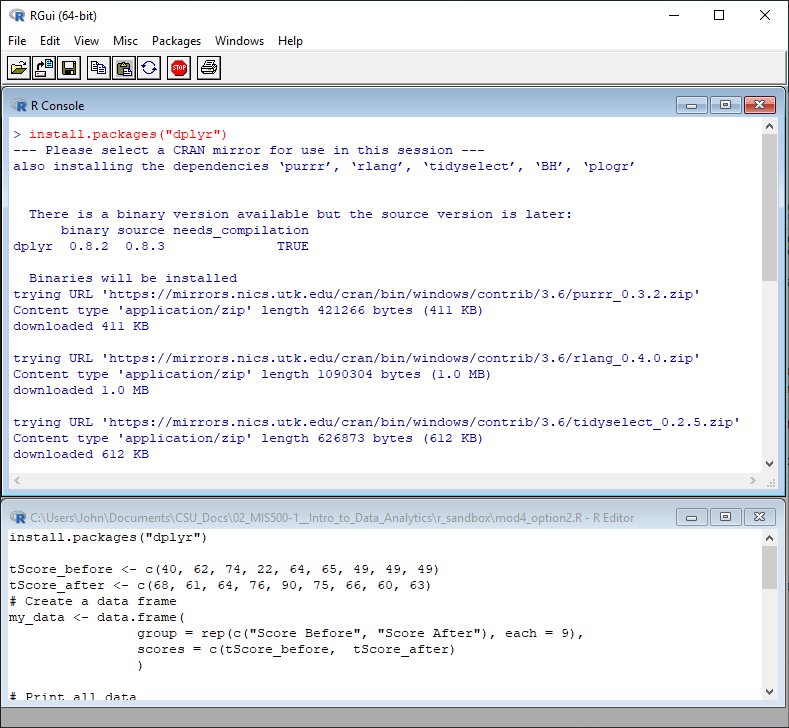 RGui (64-bit)
File Edit View Misc Packages Windows Help
STOP
R Console
> install.packages("dplyr")
--- Please select a CRAN mirror for use in this session ---
also installing the dependencies ‘purrr’, ‘rlang’, ‘tidyselect’, ‘BH’, ‘plogr’
There is a binary version available but the source version is later:
binary source needs_compilation
dplyr 0.8.2 0.8.3 TRUE
Binaries will be installed
trying URL 'https://mirrors.nics.utk.edu/cran/bin/windows/contrib/3.6/purrr_0.3.2.zip'
Content type 'application/zip' length 421266 bytes (411 KB)
downloaded 411 KB
trying URL 'https://mirrors.nics.utk.edu/cran/bin/windows/contrib/3.6/rlang_0.4.0.zip'
Content type 'application/zip' length 1090304 bytes (1.0 MB)
downloaded 1.0 MB
trying URL 'https://mirrors.nics.utk.edu/cran/bin/windows/contrib/3.6/tidyselect_0.2.5.zip'
Content type 'application/zip' length 626873 bytes (612 KB)
downloaded 612 KB
C:\Users\John\Documents\CSU_Docs\02_MIS500-1__Intro_to_Data_Analytics\r_sandbox\mod4_option2.R - R Editor
install.packages("dplyr")
tScore_before <- c(40, 62, 74, 22, 64, 65, 49, 49, 49)
tScore_after <- c(68, 61, 64, 76, 90, 75, 66, 60, 63)
# Create a data frame
my_data <- data.frame(
group = rep(c("Score Before", "Score After"), each = 9),
scores = c(tScore_before,  tScore_after)
)
# Print all data